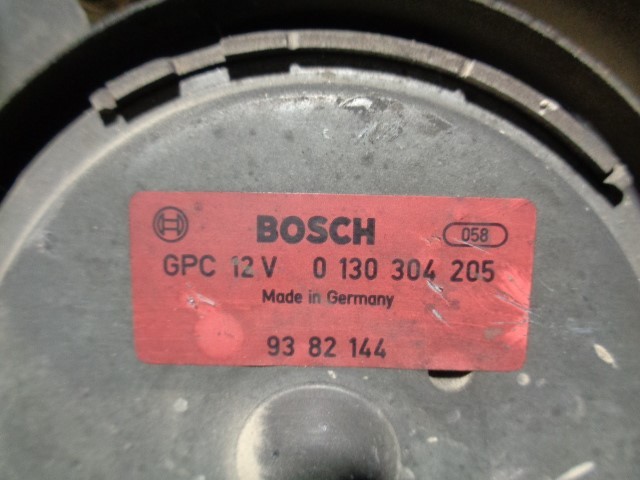 BOSCH 058
GPC 12 V 0 130 304 205
Made in Germany
93 82 144